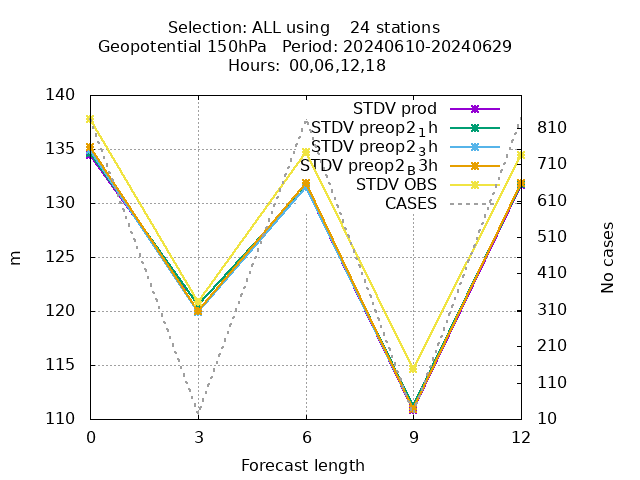 Selection: ALL using    24 stations
Geopotential 150hPa   Period: 20240610-20240629
Hours: 00,06,12,18
STDV prod
STDV preop2₁h
STDV preop2₃h
STDV preop2_B3h
STDV OBS
CASES
140
135
130
125
120
115
110
m
810
710
610
510
410
310
210
110
10
No cases
0 3 6 9 12
Forecast length